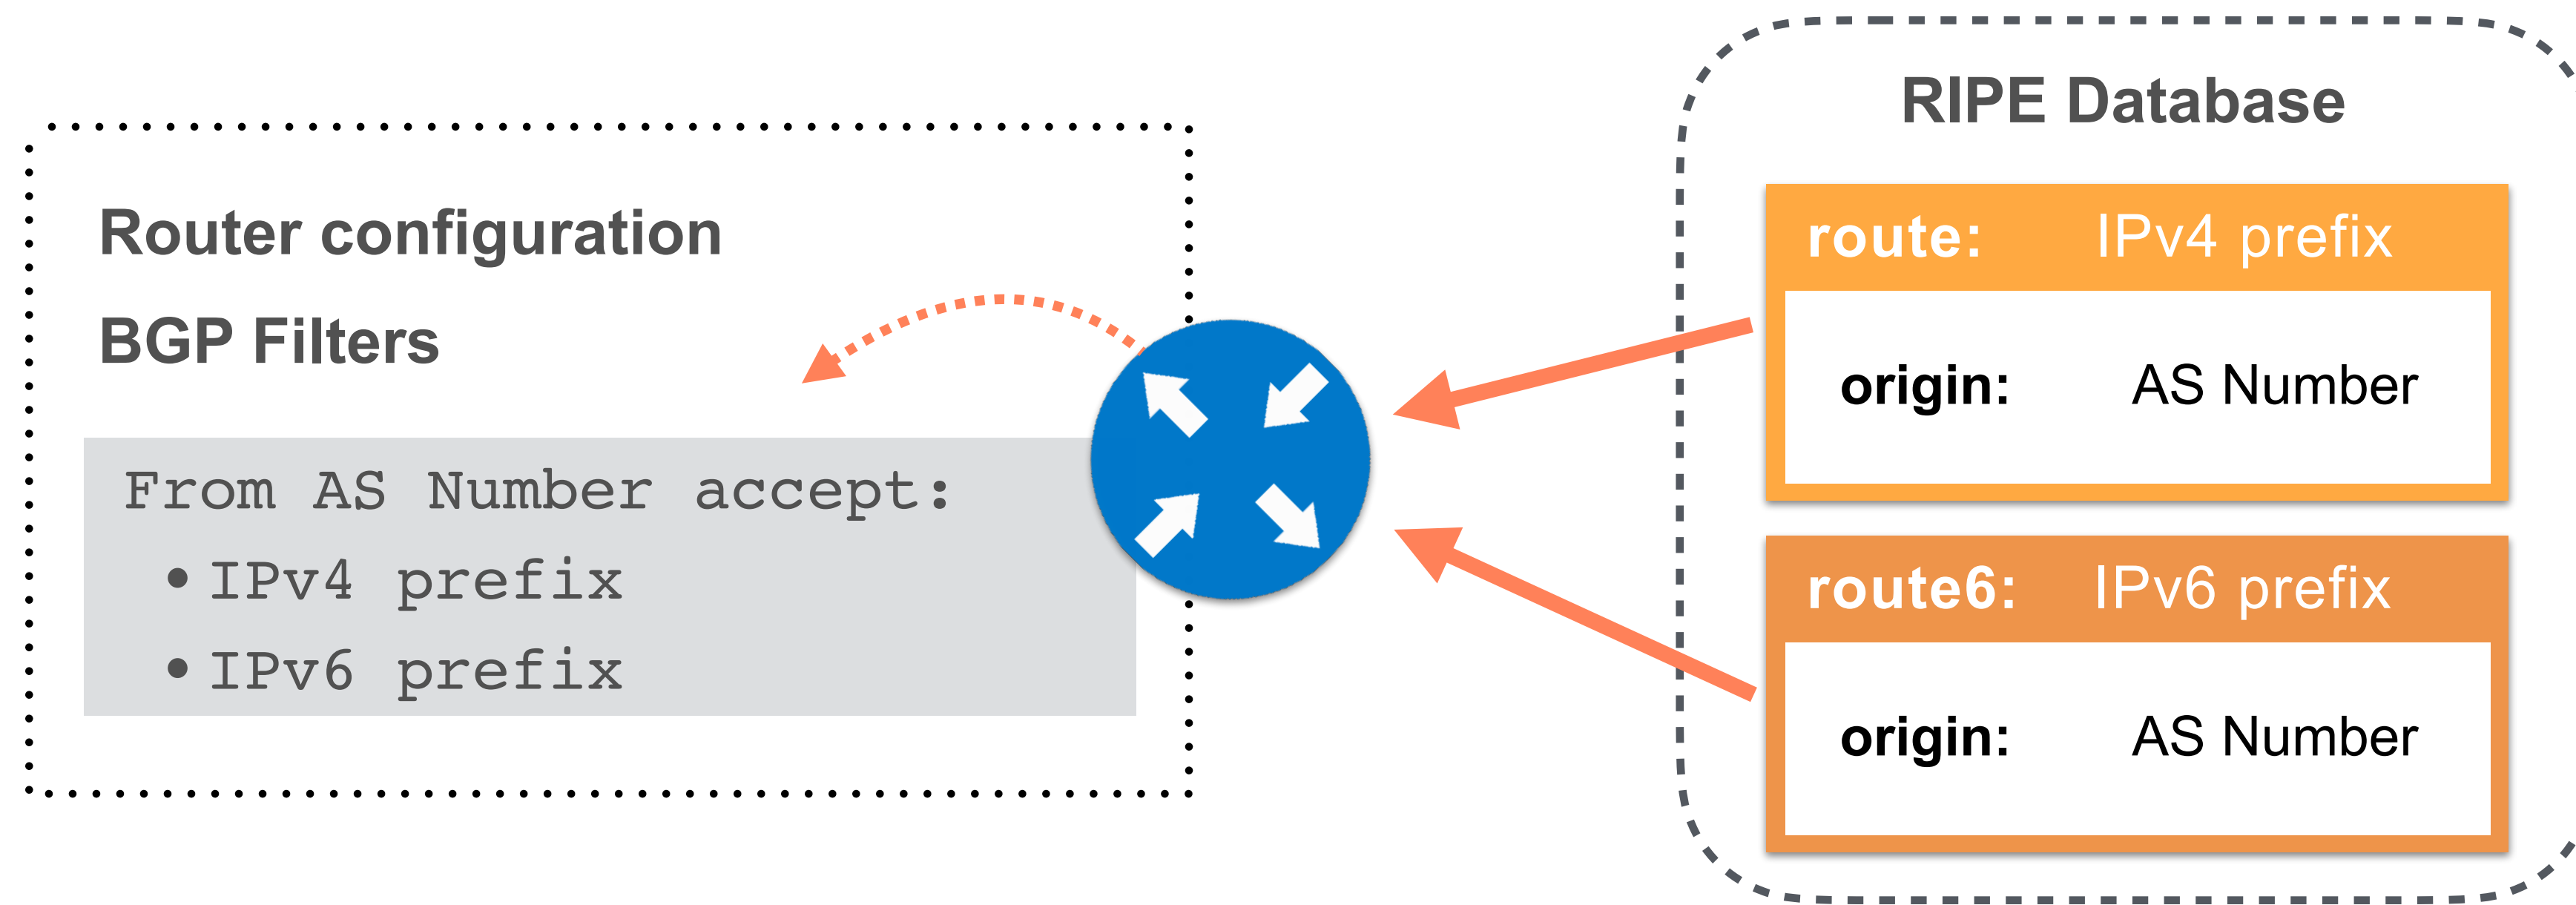 Router configuration
BGP Filters
From AS Number accept:
• IPv4 prefix
• IPv6 prefix
RIPE Database
route: IPv4 prefix
origin: AS Number
route6: IPv6 prefix
origin: AS Number